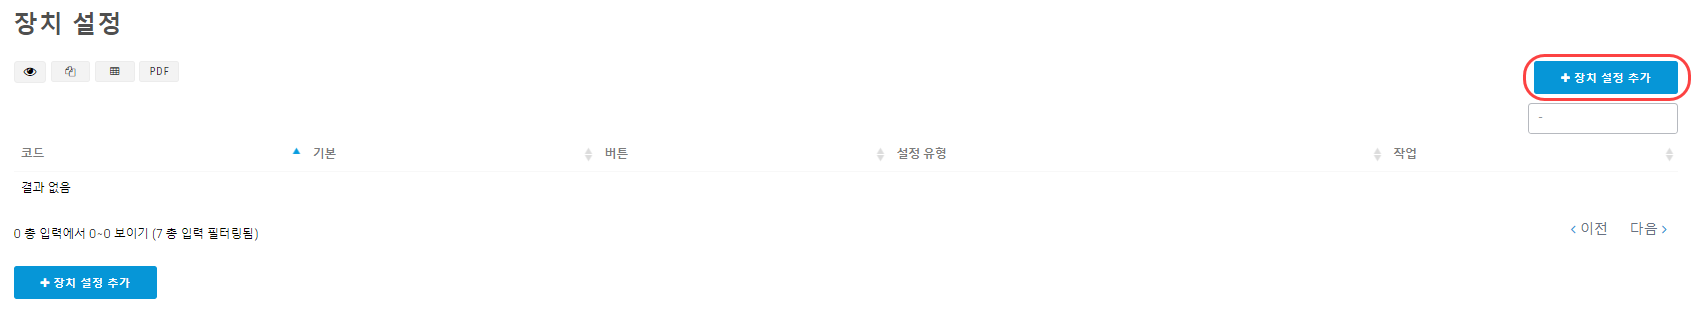 장치 설정
PDF
+ 장치 설정 추가
-
코드 기본 버튼 설정 유형 작업
결과 없음
0 총 입력에서 0~0 보이기 (7 총 입력 필터링됨)
< 이전 다음 >
+ 장치 설정 추가